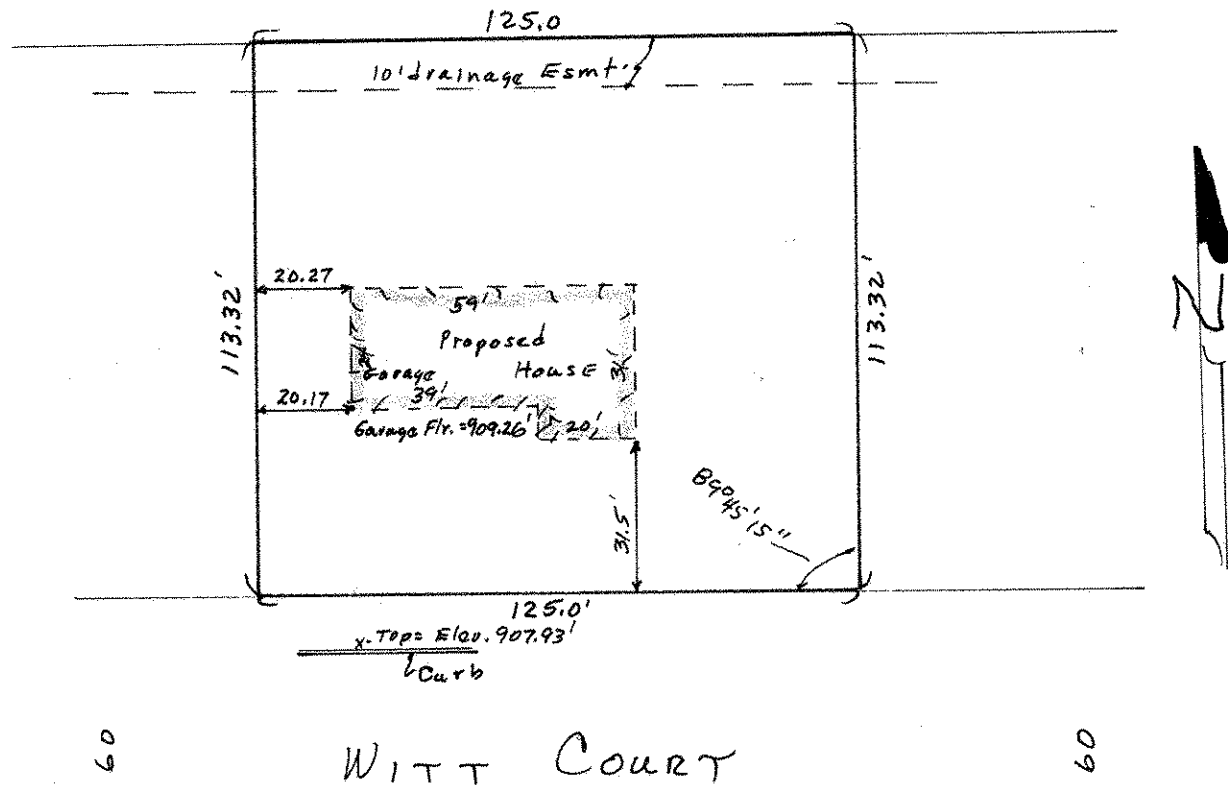 125.0
10' drainage Esmt.
20.27
59'
113.32'
Proposed
113.32'
N
Garage
House
31'
39'
20.17
Garage Flr. = 909.26'
20'
31.5'
89°45'15"
125.0'
x-Top= Elev. 907.93'
Curb
60
WITT COURT
60